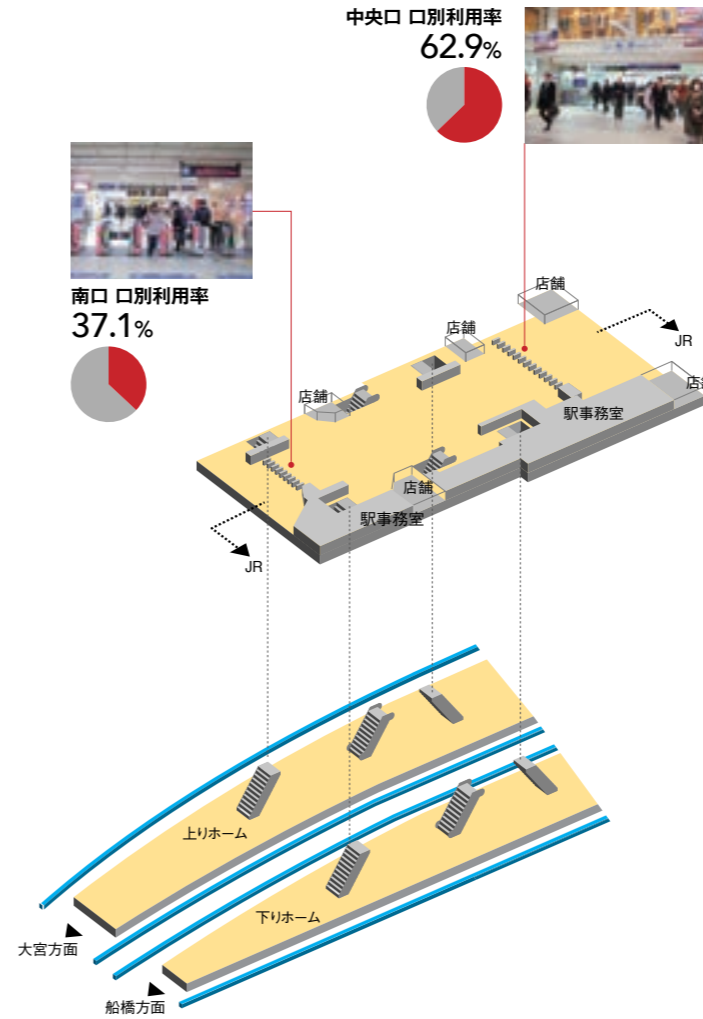 中央口 口別利用率
62.9%
南口 口別利用率
37.1%
店舗
店舗
JR
店舗
店舗
駅事務室
店舗
駅事務室
JR
上りホーム
下りホーム
大宮方面
船橋方面